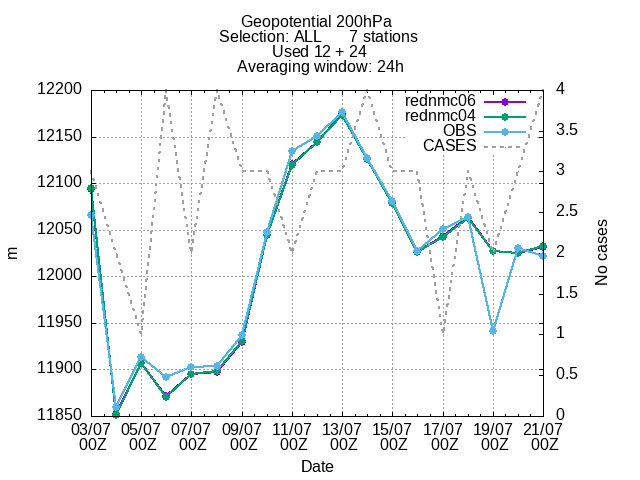 Geopotential 200hPa
Selection: ALL 7 stations
Used 12 + 24
Averaging window: 24h
rednmc06
rednmc04
OBS
CASES
12200
12150
12100
12050
12000
11950
11900
11850
m
4
3.5
3
2.5
2
1.5
1
0.5
0
No cases
03/07 05/07 07/07 09/07 11/07 13/07 15/07 17/07 19/07 21/07
00Z 00Z 00Z 00Z 00Z 00Z 00Z 00Z 00Z 00Z
Date